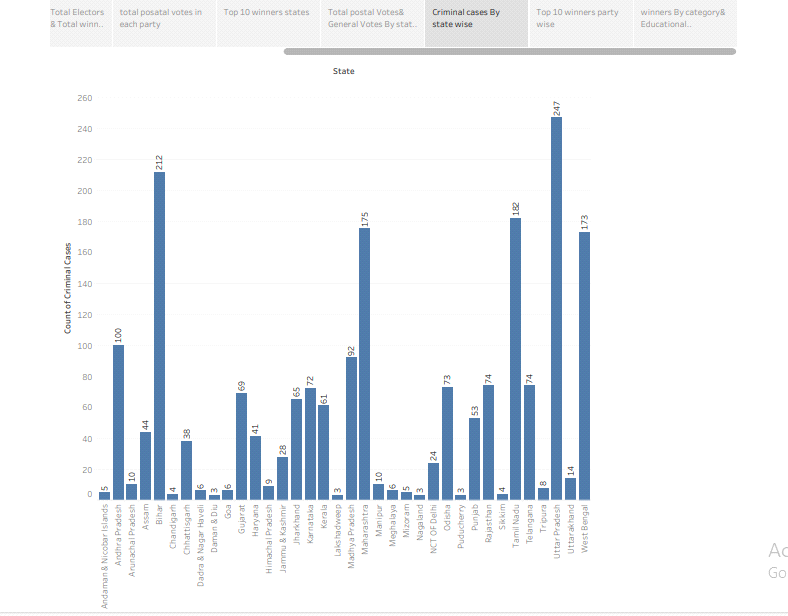 Total Electors
& Total winn..
total posatal votes in
each party
Top 10 winners states
Total postal Votes&
General Votes By stat..
Criminal cases By
state wise
Top 10 winners party
wise
winners By category&
Educational..
State
Count of Criminal Cases
260
240
220
200
180
160
140
120
100
80
60
40
20
0
5
100
10
44
212
4
38
6
3
6
69
41
9
28
65
72
61
3
92
175
10
6
5
3
24
73
3
53
74
4
182
74
8
247
14
173
Andaman & Nicobar Islands
Andhra Pradesh
Arunachal Pradesh
Assam
Bihar
Chandigarh
Chhattisgarh
Dadra & Nagar Haveli
Daman & Diu
Goa
Gujarat
Haryana
Himachal Pradesh
Jammu & Kashmir
Jharkhand
Karnataka
Kerala
Lakshadweep
Madhya Pradesh
Maharashtra
Manipur
Meghalaya
Mizoram
Nagaland
NCT OF Delhi
Odisha
Puducherry
Punjab
Rajasthan
Sikkim
Tamil Nadu
Telangana
Tripura
Uttar Pradesh
Uttarakhand
West Bengal
Ac
Go